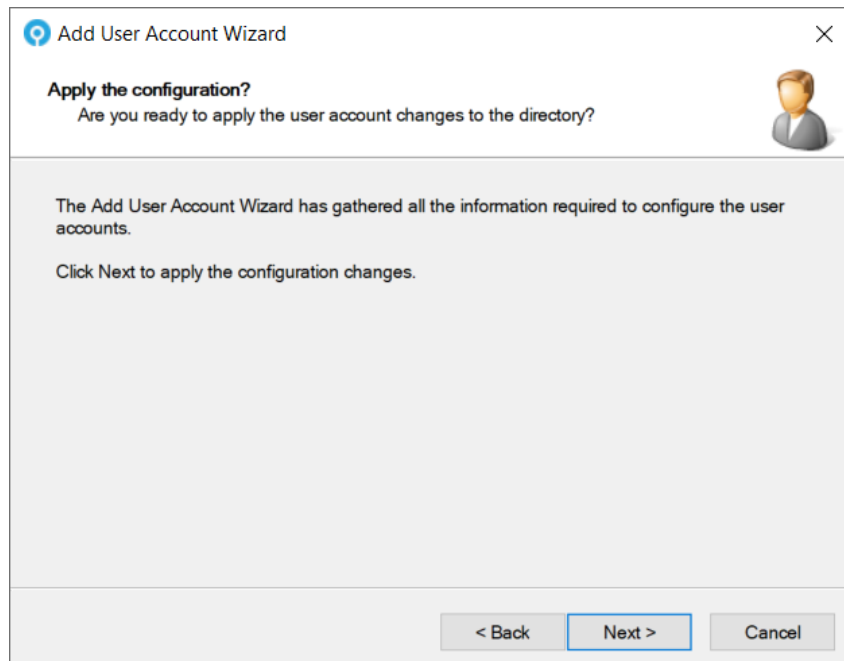 Add User Account Wizard
Apply the configuration?
Are you ready to apply the user account changes to the directory?
The Add User Account Wizard has gathered all the information required to configure the user
accounts.
Click Next to apply the configuration changes.
< Back
Next >
Cancel